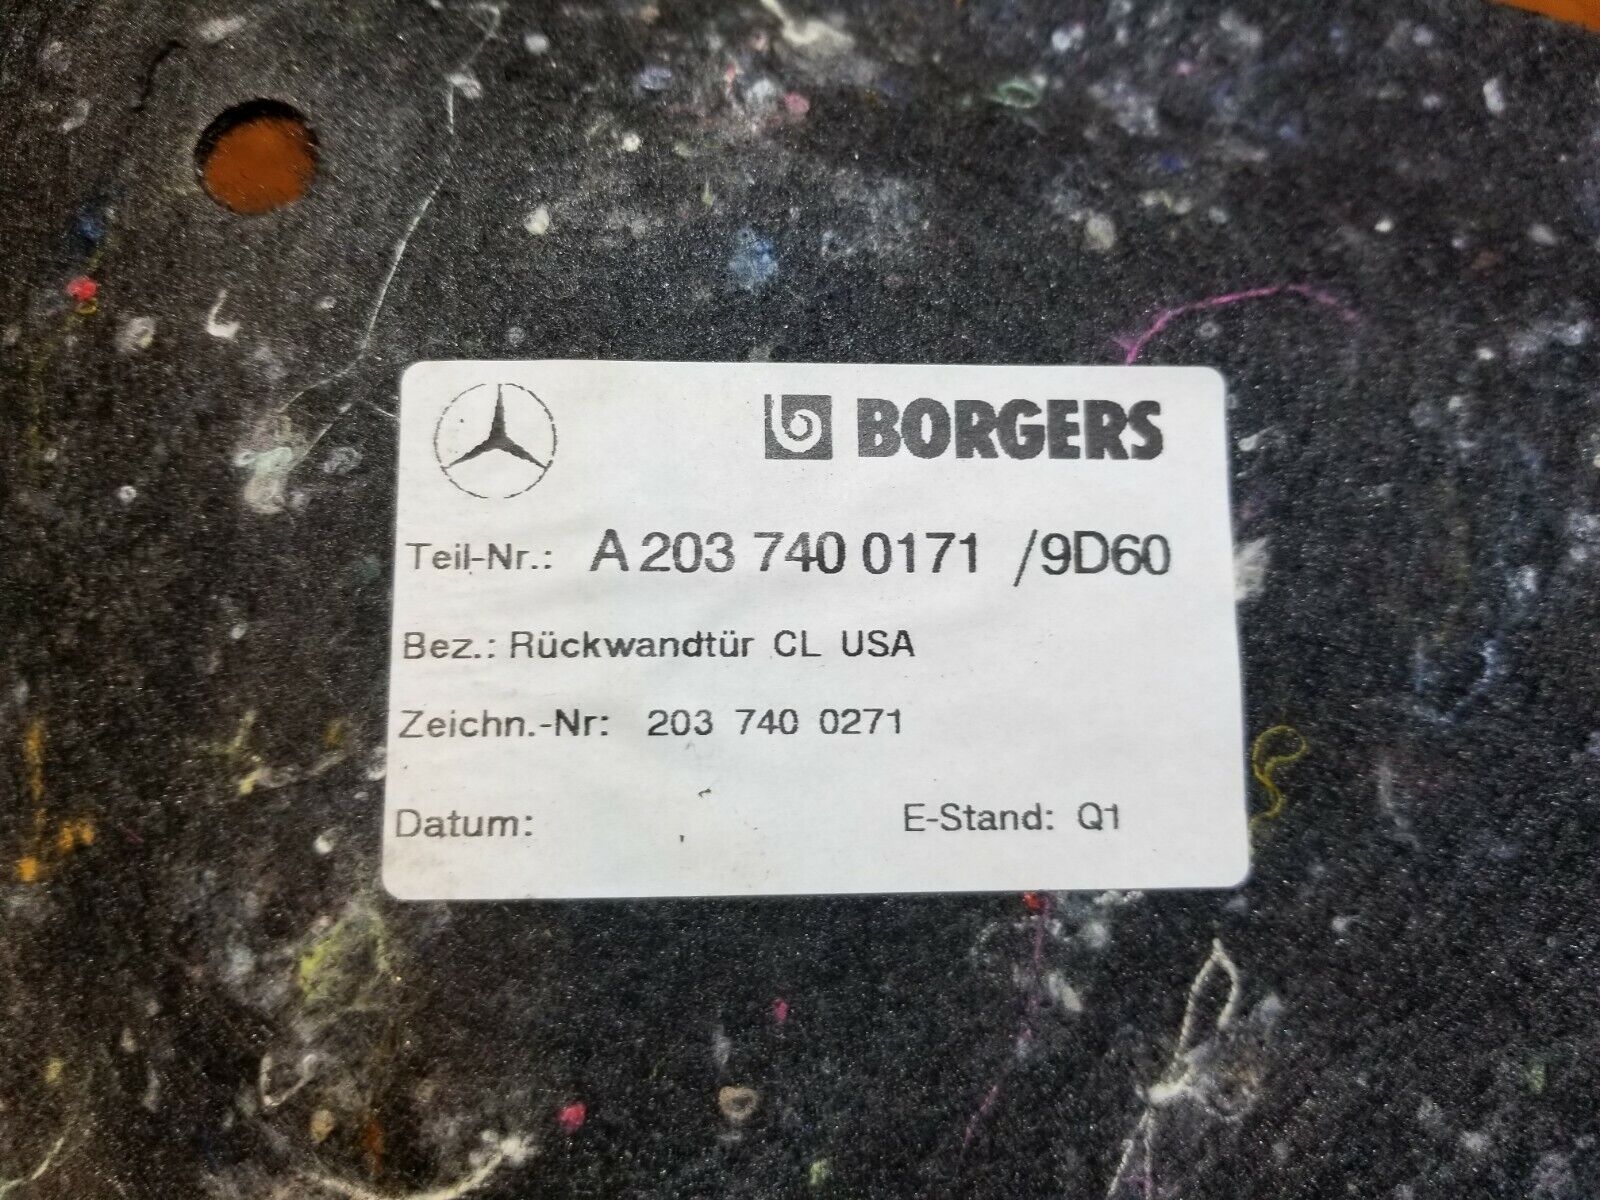 BORGERS
Teil-Nr.: A 203 740 0171 /9D60
Bez.: Rückwandtür CL USA
Zeichn.-Nr: 203 740 0271
Datum: E-Stand: Q1